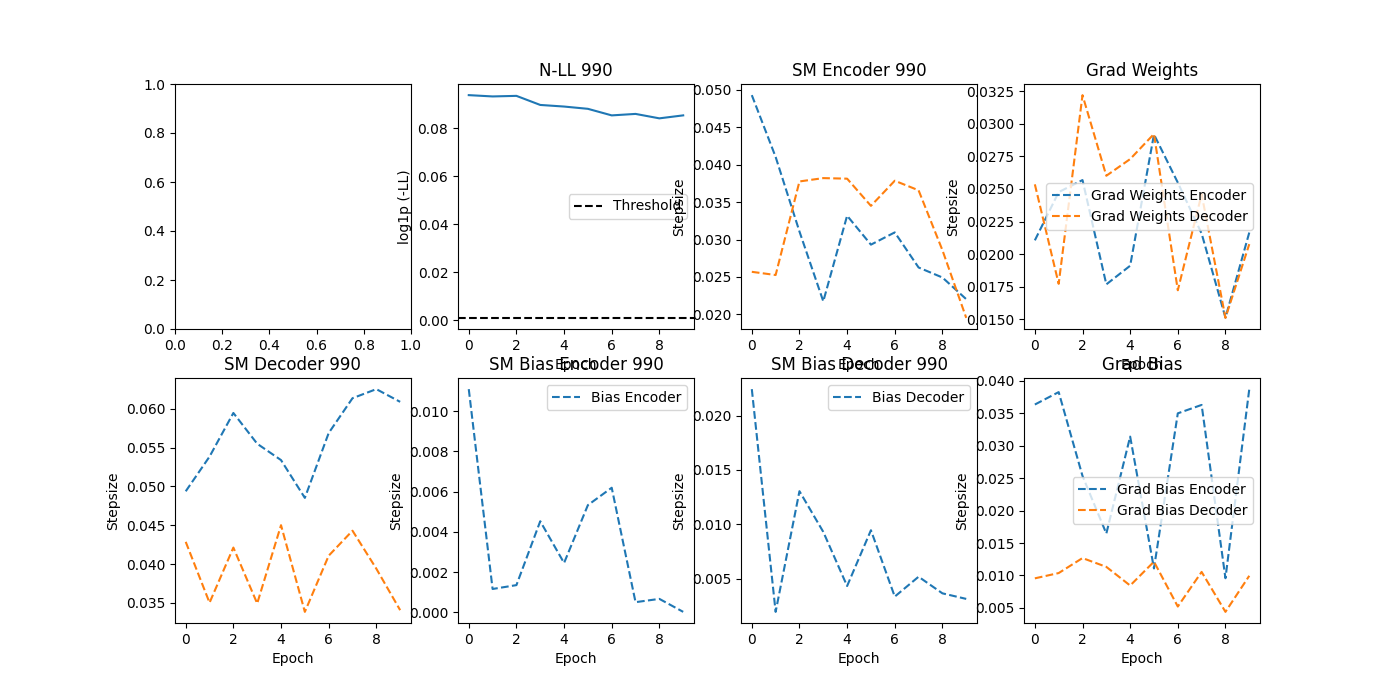 N-LL 990
SM Encoder 990
Grad Weights
1.0
0.8
0.6
0.4
0.2
0.0
0.0 0.2 0.4 0.6 0.8 1.0
log1p (-LL)
0.08
0.06
0.04
0.02
0.00
Threshold
0 2 4 6 8
Epoch
Stepsize
0.050
0.045
0.040
0.035
0.030
0.025
0.020
0 2 4 6 8
Epoch
Stepsize
0.0325
0.0300
0.0275
0.0250
0.0225
0.0200
0.0175
0.0150
Grad Weights Encoder
Grad Weights Decoder
0 2 4 6 8
Epoch
SM Decoder 990
SM Bias Encoder 990
SM Bias Decoder 990
Grad Bias
Stepsize
0.060
0.055
0.050
0.045
0.040
0.035
0 2 4 6 8
Epoch
Stepsize
0.010
0.008
0.006
0.004
0.002
0.000
Bias Encoder
0 2 4 6 8
Epoch
Stepsize
0.020
0.015
0.010
0.005
Bias Decoder
0 2 4 6 8
Epoch
Stepsize
0.040
0.035
0.030
0.025
0.020
0.015
0.010
0.005
Grad Bias Encoder
Grad Bias Decoder
0 2 4 6 8
Epoch